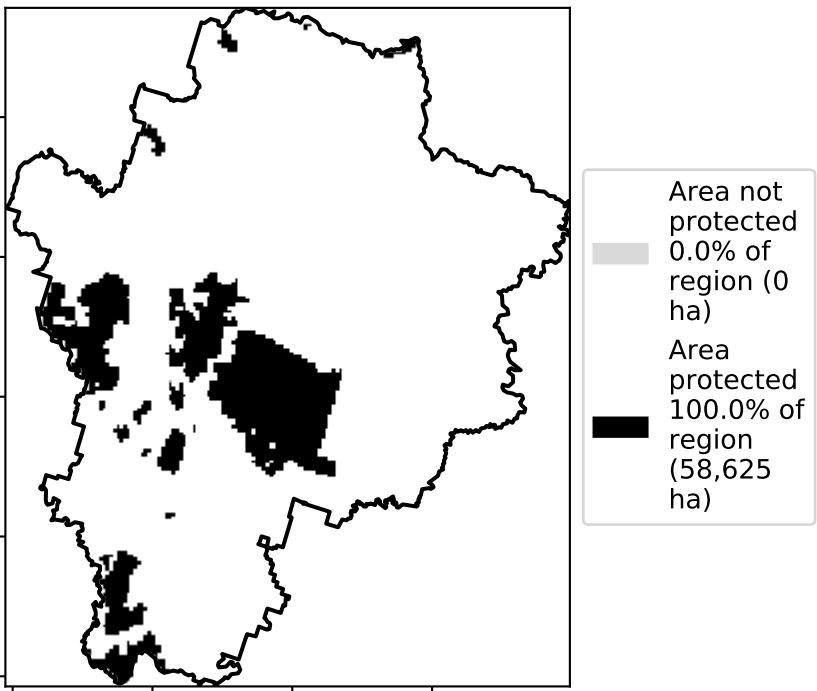 Area not
protected
0.0% of
region (0
ha)
Area
protected
100.0% of
region
(58,625
ha)